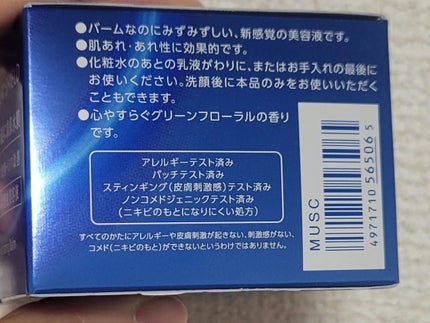 ●バームなのにみずみずしい、新感覚の美容液です。
●肌あれ・あれ性に効果的です。
●化粧水のあとの乳液がわりに、またはお手入れの最後に
お使いください。洗顔後に本品のみをお使いいただく
こともできます。
●心やすらぐグリーンフローラルの香り
です。
アレルギーテスト済み
パッチテスト済み
スティンギング(皮膚刺激感)テスト済み
ノンコメドジェニックテスト済み
(ニキビのもとになりにくい処方)
すべてのかたにアレルギーや皮膚刺激が起きない、刺激感がない、
コメド(ニキビのもと)ができないというわけではありません。
MUSC
4971710 565065